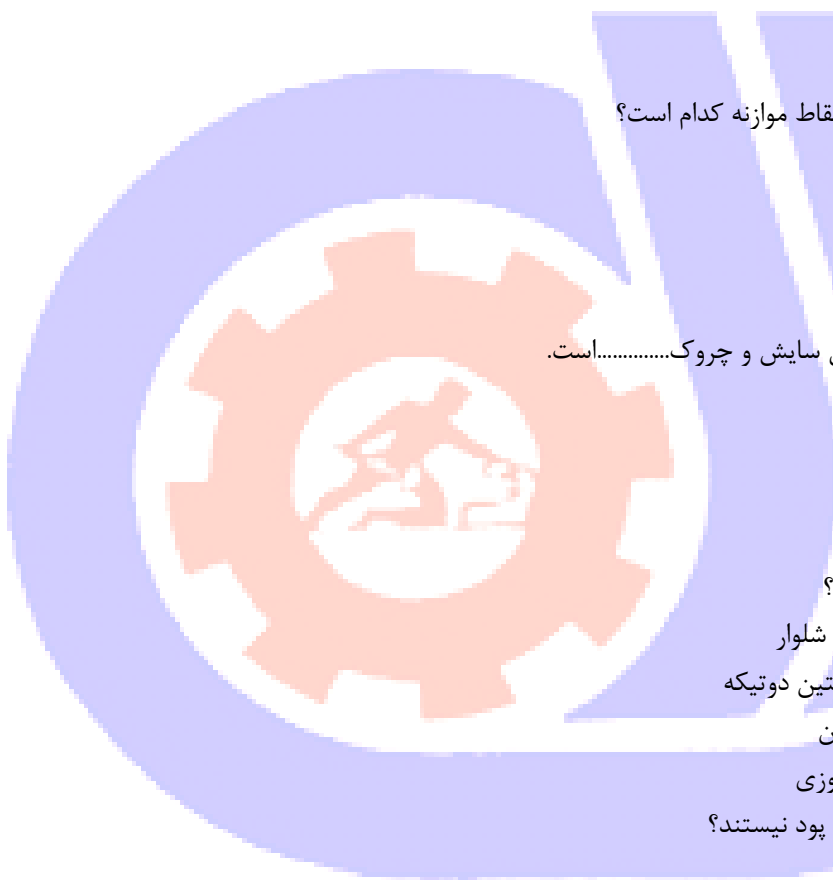 قاط موازنه کدام است؟
سایش و چروک..............است.
؟
شلوار
تین دوتیکه
ن
وزی
پود نیستند؟